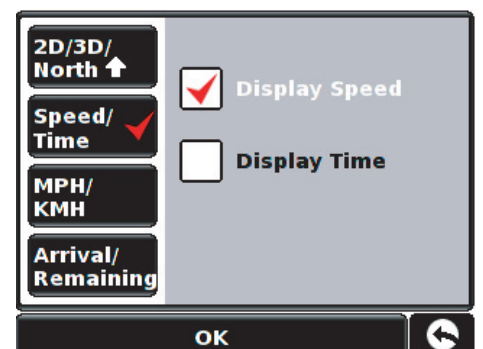 2D/3D/
North
Speed/
Time
MPH/
KMH
Arrival/
Remaining
Display Speed
Display Time
OK